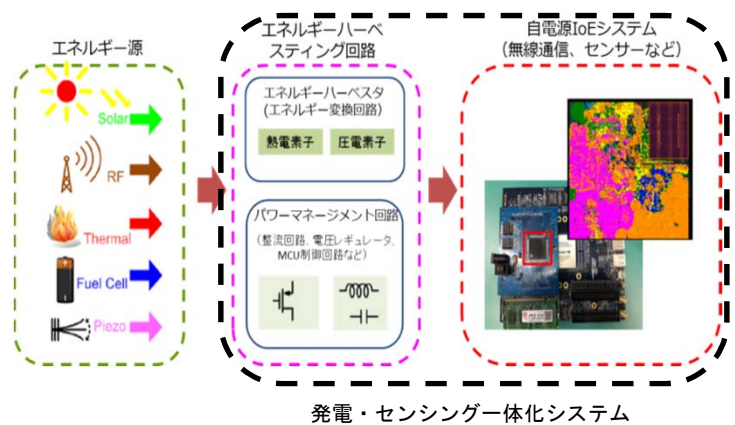 エネルギー源
Solar
RF
Thermal
Fuel Cell
Piezo
エネルギーハーベ
スティング回路
エネルギーハーベスタ
(エネルギー変換回路)
熱電素子
圧電素子
パワーマネージメント回路
(整流回路、電圧レギュレータ、
MCU制御回路など)
自電源IoEシステム
(無線通信、センサーなど)
発電・センシング一体化システム